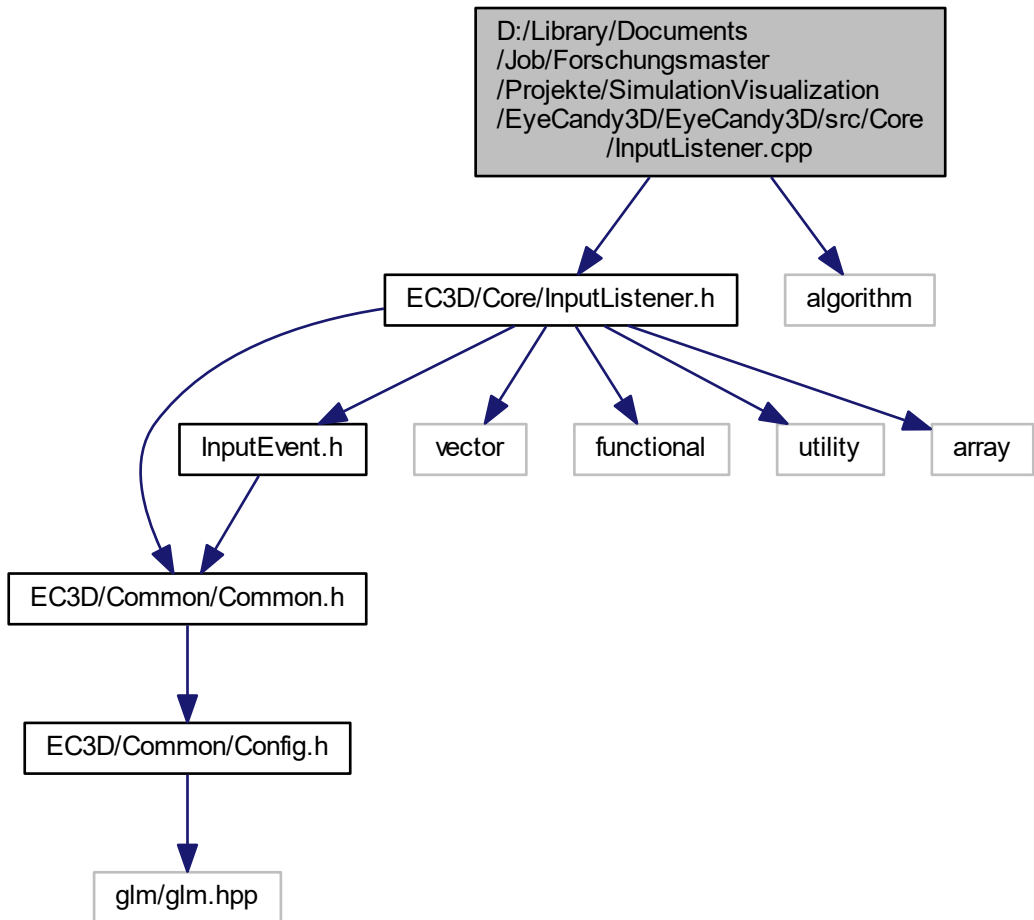 D:/Library/Documents
/Job/Forschungsmaster
/Projekte/SimulationVisualization
/EyeCandy3D/EyeCandy3D/src/Core
/InputListener.cpp
EC3D/Core/InputListener.h
algorithm
InputEvent.h
vector
functional
utility
array
EC3D/Common/Common.h
EC3D/Common/Config.h
glm/glm.hpp